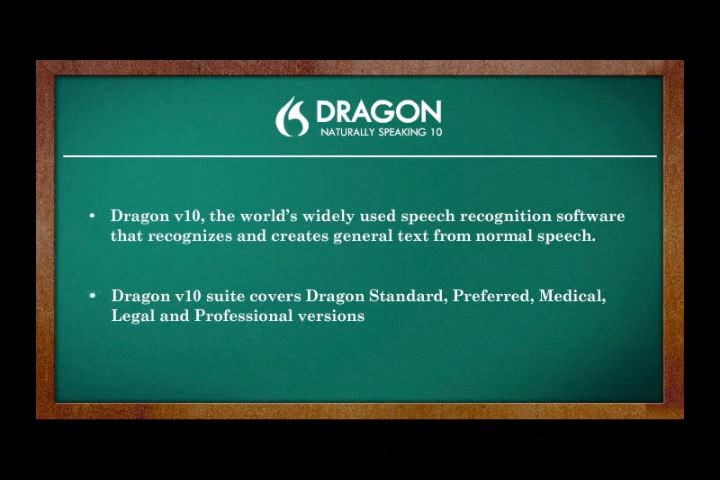 DRAGON
NATURALLY SPEAKING 10
• Dragon v10, the world's widely used speech recognition software
that recognizes and creates general text from normal speech.
• Dragon v10 suite covers Dragon Standard, Preferred, Medical,
Legal and Professional versions